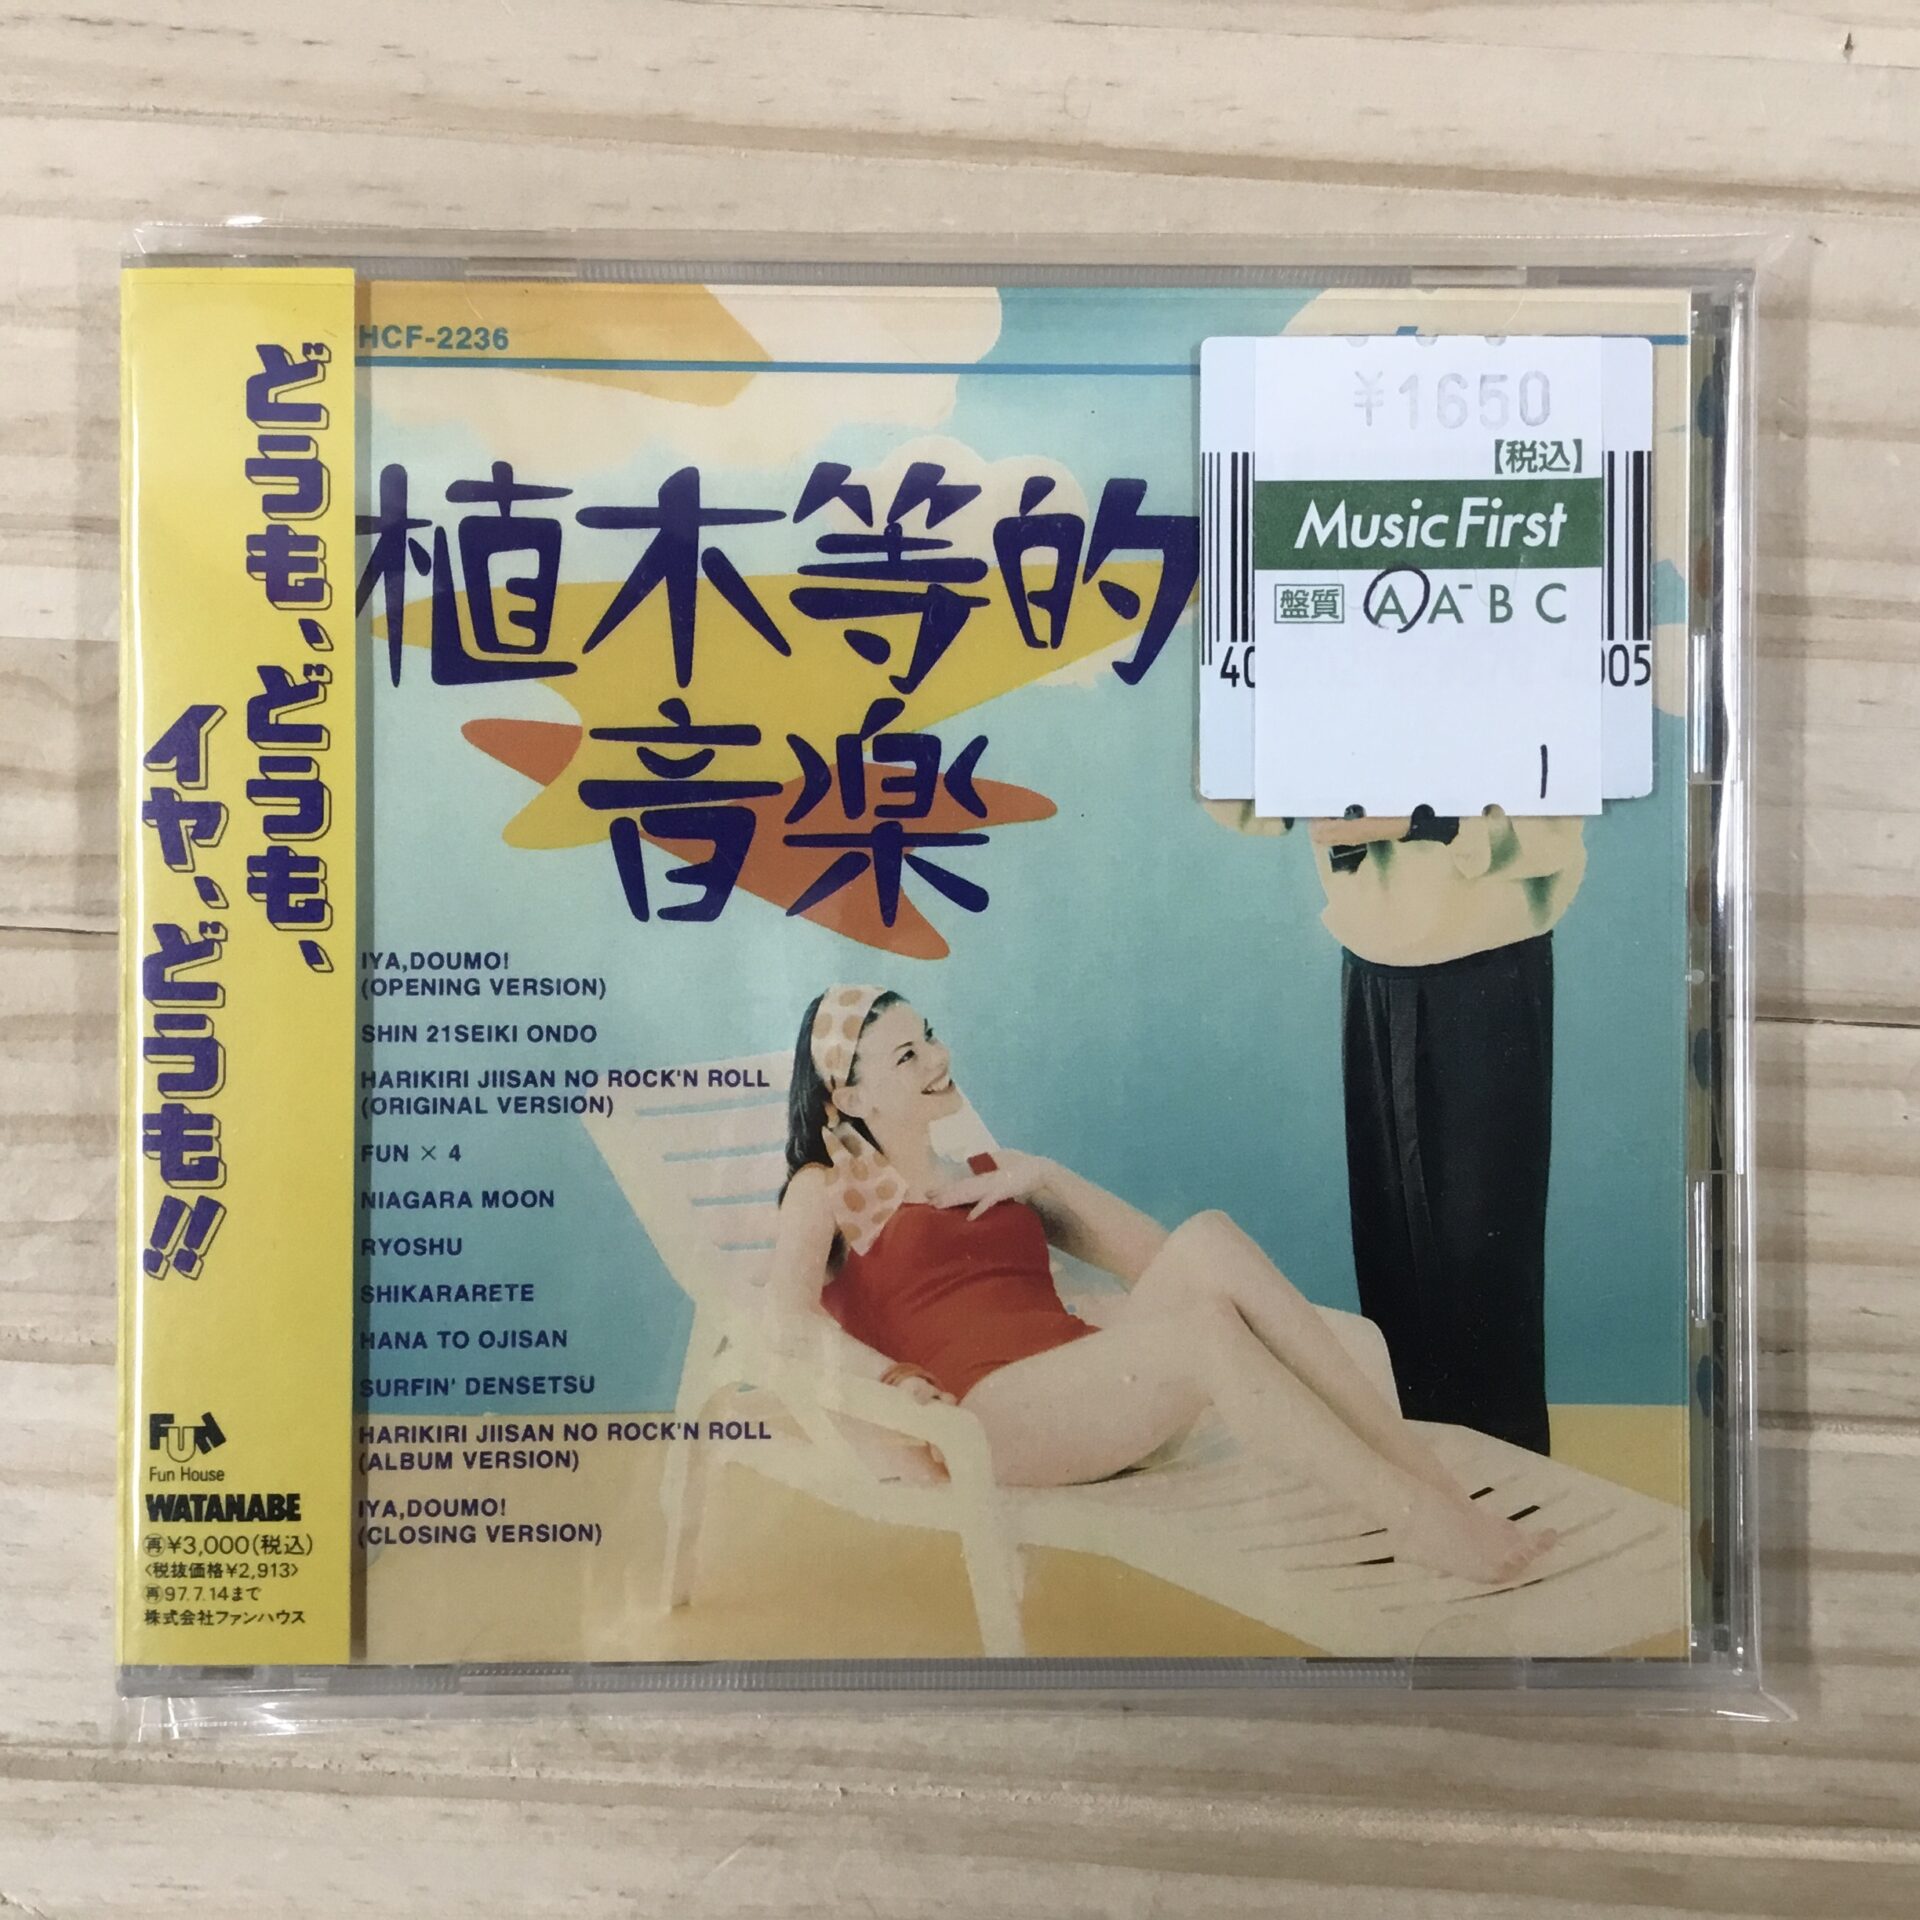 どうも、どうも、
イヤ、どうも!!
Fun
Fun House
WATANABE
再¥3,000(税込)
〈税抜価格¥2,913〉
再97.7.14まで
株式会社ファンハウス
HCF-2236
植木等的
音楽
IYA,DOUMO!
(OPENING VERSION)
SHIN 21SEIKI ONDO
HARIKIRI JIISAN NO ROCK'N ROLL
(ORIGINAL VERSION)
FUN × 4
NIAGARA MOON
RYOSHU
SHIKARARETE
HANA TO OJISAN
SURFIN' DENSETSU
HARIKIRI JIISAN NO ROCK'N ROLL
(ALBUM VERSION)
IYA,DOUMO!
(CLOSING VERSION)
¥1650
【税込】
Music First
盤質 A A⁻ B C
40 005
1